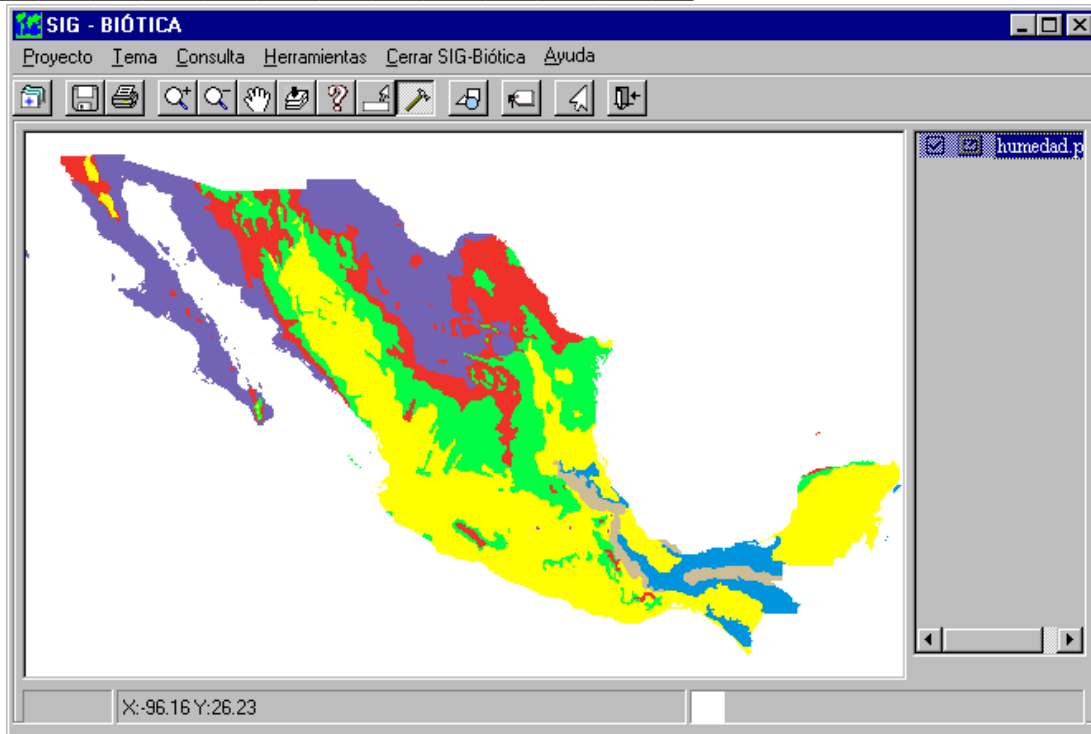 SIG - BIÓTICA
Proyecto Tema Consulta Herramientas Cerrar SIG-Biótica Ayuda
humedad.p
X:-96.16 Y:26.23